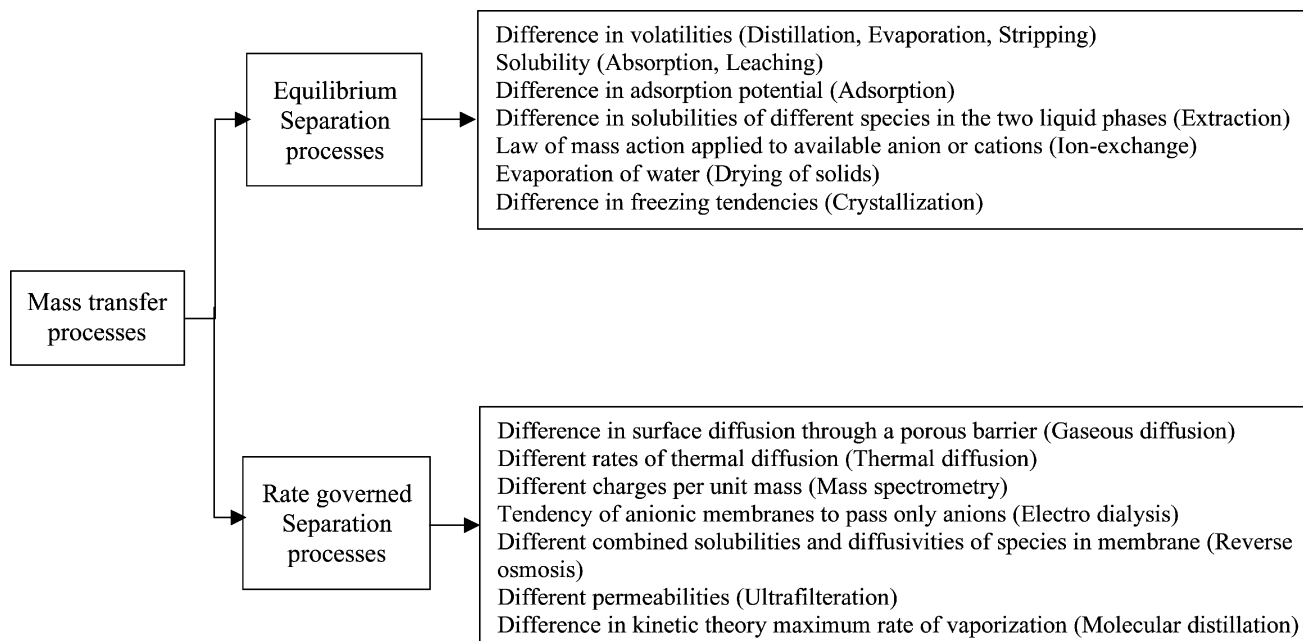 Mass transfer
processes
Equilibrium
Separation
processes
Difference in volatilities (Distillation, Evaporation, Stripping)
Solubility (Absorption, Leaching)
Difference in adsorption potential (Adsorption)
Difference in solubilities of different species in the two liquid phases (Extraction)
Law of mass action applied to available anion or cations (Ion-exchange)
Evaporation of water (Drying of solids)
Difference in freezing tendencies (Crystallization)
Rate governed
Separation
processes
Difference in surface diffusion through a porous barrier (Gaseous diffusion)
Different rates of thermal diffusion (Thermal diffusion)
Different charges per unit mass (Mass spectrometry)
Tendency of anionic membranes to pass only anions (Electro dialysis)
Different combined solubilities and diffusivities of species in membrane (Reverse
osmosis)
Different permeabilities (Ultrafilteration)
Difference in kinetic theory maximum rate of vaporization (Molecular distillation)